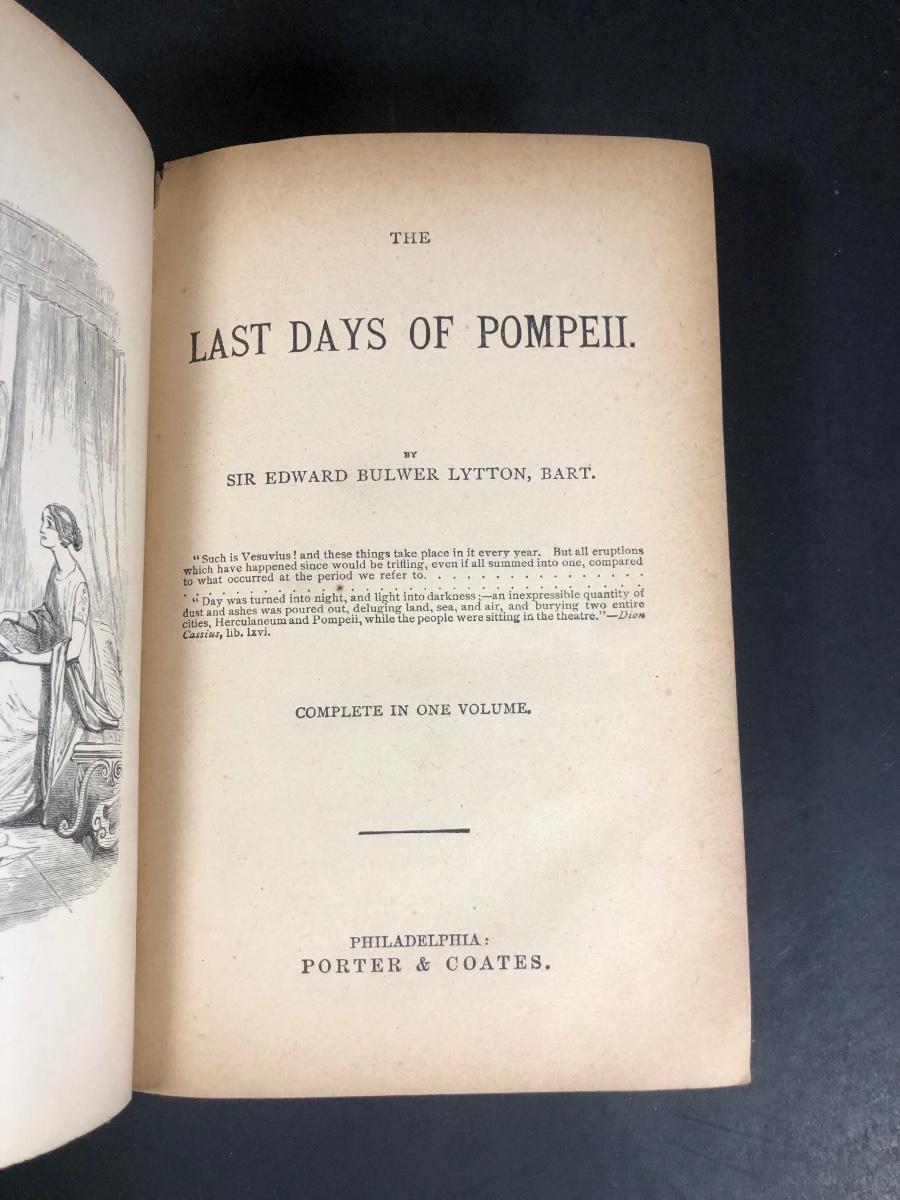 THE
LAST DAYS OF POMPEII.
BY
SIR EDWARD BULWER LYTTON, BART.
“Such is Vesuvius! and these things take place in it every year. But all eruptions
which have happened since would be trifling, even if all summed into one, compared
to what occurred at the period we refer to. . . . . . . . . . . . . . . .
. . . . . . . . . . . . . . . . . . . . . . . . . . . . .
“Day was turned into night, and light into darkness;—an inexpressible quantity of
dust and ashes was poured out, deluging land, sea, and air, and burying two entire
cities, Herculaneum and Pompeii, while the people were sitting in the theatre.”—Dion
Cassius, lib. lxvi.
COMPLETE IN ONE VOLUME.
PHILADELPHIA:
PORTER & COATES.